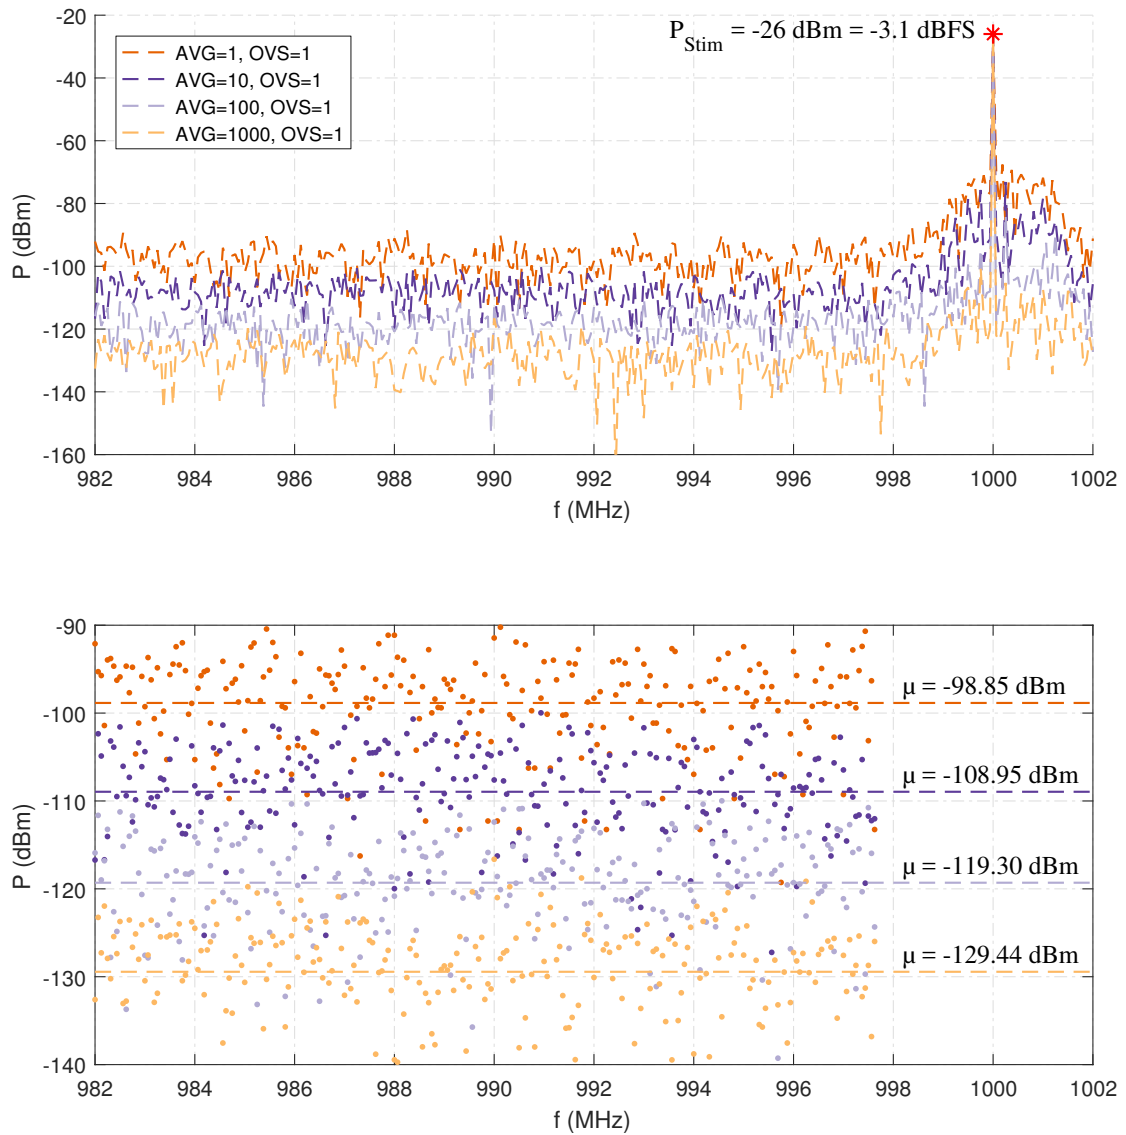 P_Stim = -26 dBm = -3.1 dBFS
AVG=1, OVS=1
AVG=10, OVS=1
AVG=100, OVS=1
AVG=1000, OVS=1
-20
-40
-60
-80
-100
-120
-140
-160
P (dBm)
982 984 986 988 990 992 994 996 998 1000 1002
f (MHz)
-90
-100
-110
-120
-130
-140
P (dBm)
μ = -98.85 dBm
μ = -108.95 dBm
μ = -119.30 dBm
μ = -129.44 dBm
982 984 986 988 990 992 994 996 998 1000 1002
f (MHz)